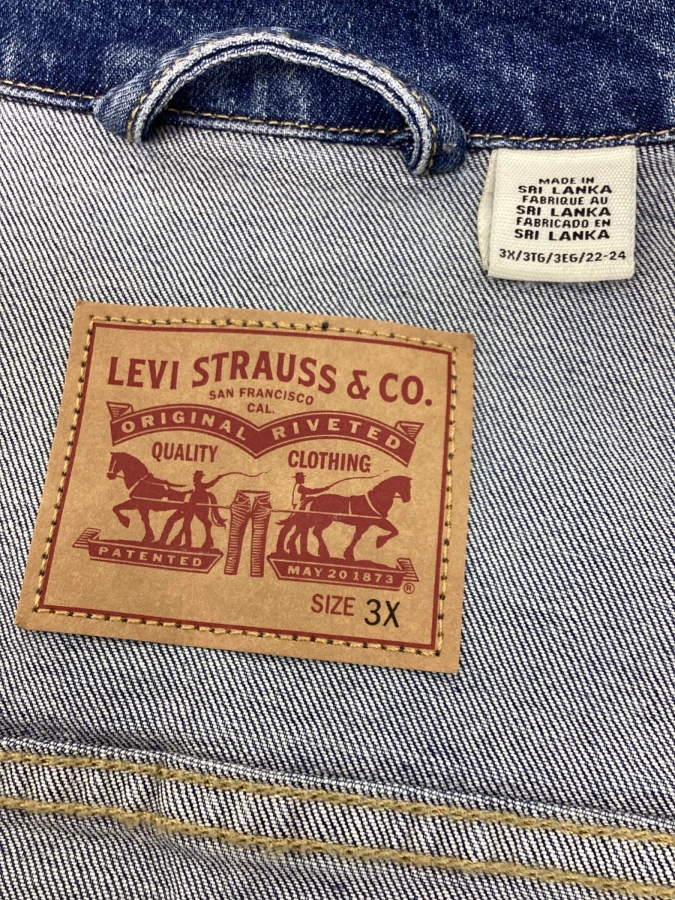 MADE IN
SRI LANKA
FABRIQUE AU
SRI LANKA
FABRICADO EN
SRI LANKA
3X/3TG/3EG/22-24
LEVI STRAUSS & CO.
SAN FRANCISCO
CAL.
ORIGINAL RIVETED
QUALITY CLOTHING
PATENTED MAY 20 1873 ®
SIZE 3X